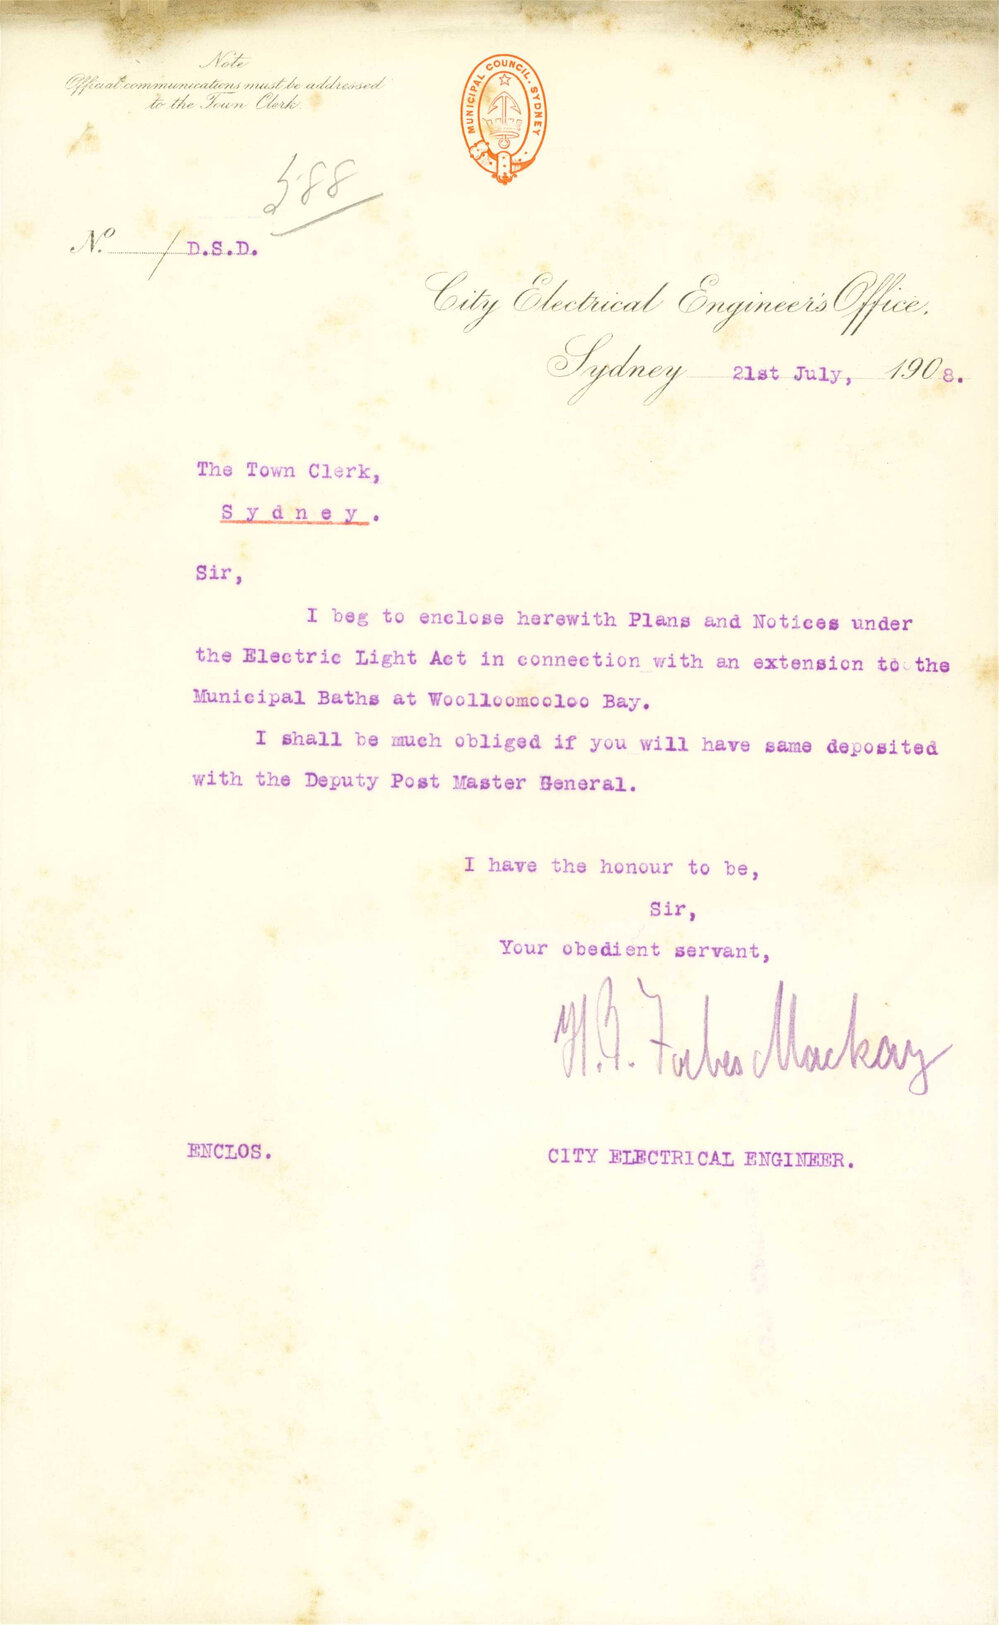 Note
Official communications must be addressed
to the Town Clerk.
MUNICIPAL COUNCIL. SYDNEY
588
No. / D.S.D.
City Electrical Engineer's Office.
Sydney 21st July, 1908.
The Town Clerk,
Sydney.
Sir,
I beg to enclose herewith Plans and Notices under
the Electric Light Act in connection with an extension to the
Municipal Baths at Woolloomooloo Bay.
I shall be much obliged if you will have same deposited
with the Deputy Post Master General.
I have the honour to be,
Sir,
Your obedient servant,
Forbes Mackay
ENCLOS.
CITY ELECTRICAL ENGINEER.